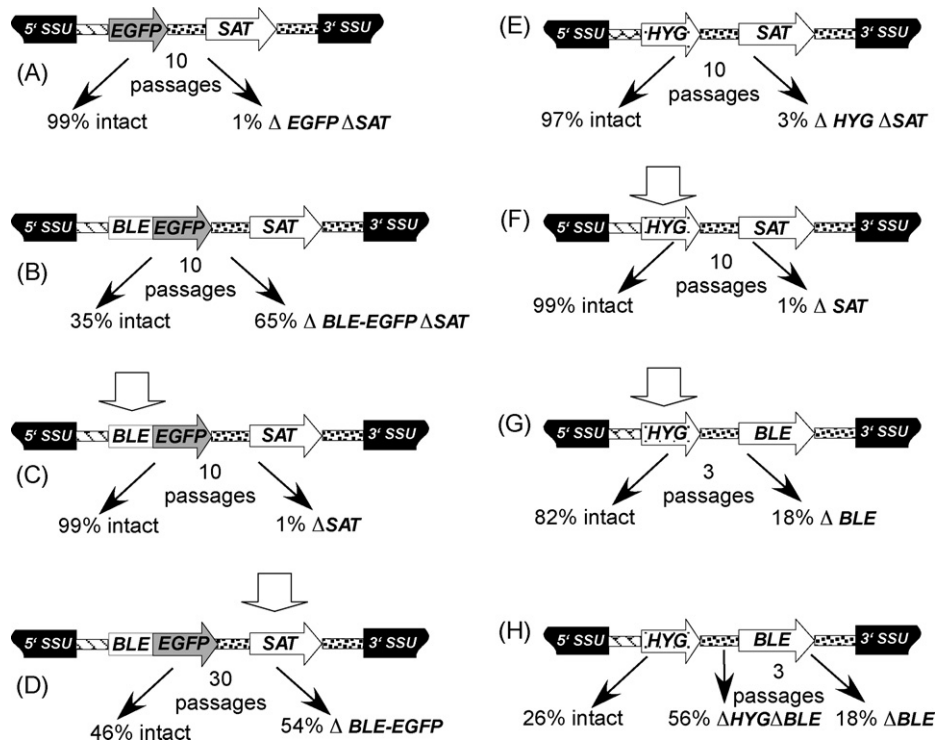 5' SSU EGFP SAT 3' SSU
(A)
10
passages
99% intact 1% Δ EGFP ΔSAT
5' SSU BLE EGFP SAT 3' SSU
(B)
10
passages
35% intact 65% Δ BLE-EGFP ΔSAT
5' SSU BLE EGFP SAT 3' SSU
(C)
10
passages
99% intact 1% ΔSAT
5' SSU BLE EGFP SAT 3' SSU
(D)
30
passages
46% intact 54% Δ BLE-EGFP
(E)
5' SSU HYG SAT 3' SSU
10
passages
97% intact 3% Δ HYG ΔSAT
5' SSU HYG SAT 3' SSU
(F)
10
passages
99% intact 1% Δ SAT
5' SSU HYG BLE 3' SSU
(G)
3
passages
82% intact 18% Δ BLE
5' SSU HYG BLE 3' SSU
(H)
3
passages
26% intact 56% ΔHYGΔBLE 18% ΔBLE